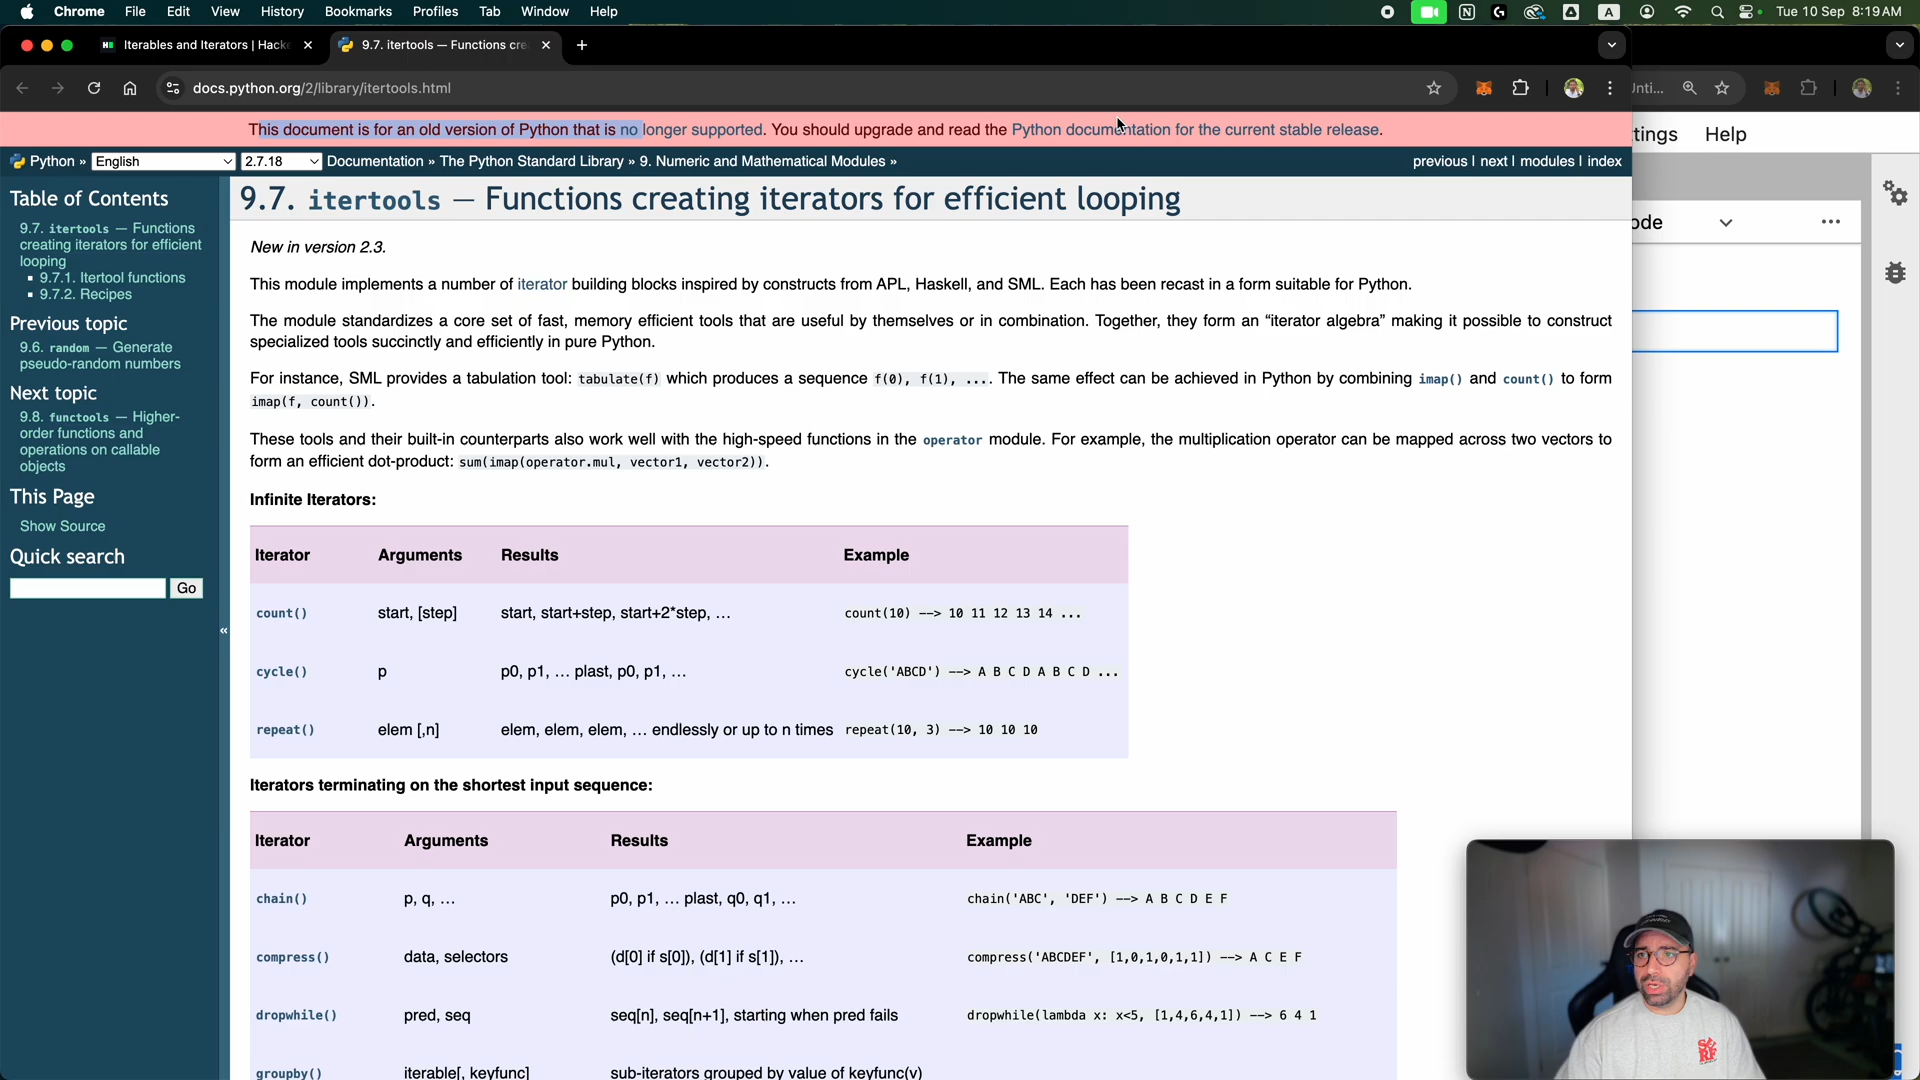 Chrome File Edit View History Bookmarks Profiles Tab Window Help
Tue 10 Sep 8:19 AM
Iterables and Iterators | Hack
9.7. itertools — Functions cre
docs.python.org/2/library/itertools.html
This document is for an old version of Python that is no longer supported. You should upgrade and read the Python documentation for the current stable release.
Help
Python » English 2.7.18 Documentation » The Python Standard Library » 9. Numeric and Mathematical Modules »
previous | next | modules | index
Table of Contents
9.7. itertools — Functions
creating iterators for efficient
looping
9.7.1. Itertool functions
9.7.2. Recipes
Previous topic
9.6. random — Generate
pseudo-random numbers
Next topic
9.8. functools — Higher-
order functions and
operations on callable
objects
This Page
Show Source
Quick search
Go
«
9.7. itertools — Functions creating iterators for efficient looping
New in version 2.3.
This module implements a number of iterator building blocks inspired by constructs from APL, Haskell, and SML. Each has been recast in a form suitable for Python.
The module standardizes a core set of fast, memory efficient tools that are useful by themselves or in combination. Together, they form an “iterator algebra” making it possible to construct
specialized tools succinctly and efficiently in pure Python.
For instance, SML provides a tabulation tool: tabulate(f) which produces a sequence f(0), f(1), .... The same effect can be achieved in Python by combining imap() and count() to form
imap(f, count()).
These tools and their built-in counterparts also work well with the high-speed functions in the operator module. For example, the multiplication operator can be mapped across two vectors to
form an efficient dot-product: sum(imap(operator.mul, vector1, vector2)).
Infinite Iterators:
Iterator Arguments Results Example
count() start, [step] start, start+step, start+2*step, … count(10) --> 10 11 12 13 14 ...
cycle() p p0, p1, … plast, p0, p1, … cycle('ABCD') --> A B C D A B C D ...
repeat() elem [,n] elem, elem, elem, … endlessly or up to n times repeat(10, 3) --> 10 10 10
Iterators terminating on the shortest input sequence:
Iterator Arguments Results Example
chain() p, q, … p0, p1, … plast, q0, q1, … chain('ABC', 'DEF') --> A B C D E F
compress() data, selectors (d[0] if s[0]), (d[1] if s[1]), … compress('ABCDEF', [1,0,1,0,1,1]) --> A C E F
dropwhile() pred, seq seq[n], seq[n+1], starting when pred fails dropwhile(lambda x: x<5, [1,4,6,4,1]) --> 6 4 1
groupby() iterable[, keyfunc] sub-iterators grouped by value of keyfunc(v)